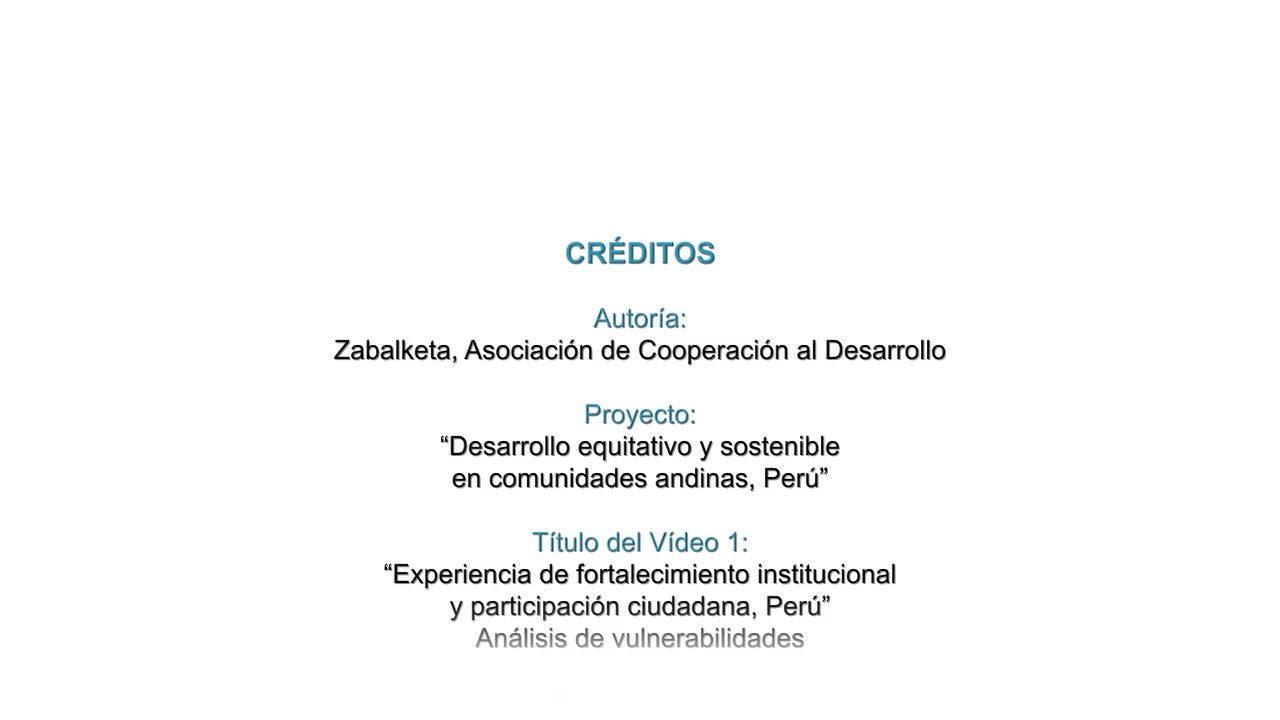 CRÉDITOS
Autoría:
Zabalketa, Asociación de Cooperación al Desarrollo
Proyecto:
“Desarrollo equitativo y sostenible
en comunidades andinas, Perú”
Título del Vídeo 1:
“Experiencia de fortalecimiento institucional
y participación ciudadana, Perú”
Análisis de vulnerabilidades